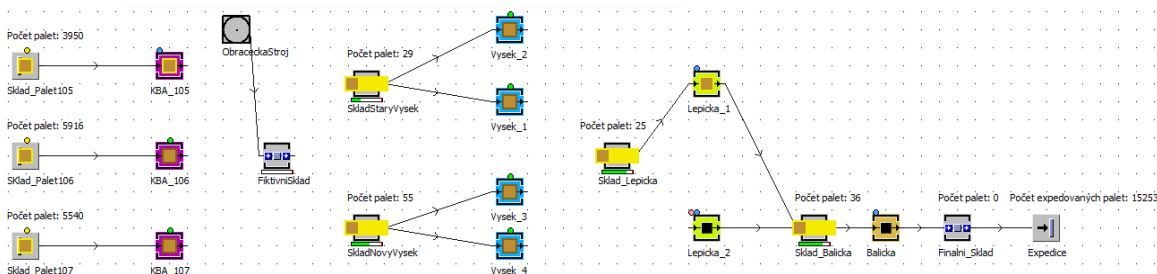 Počet palet: 3950
Sklad_Palet105
KBA_105
ObraceckaStroj
Počet palet: 29
SkladStaryVysek
Vysek_2
Vysek_1
Počet palet: 5916
SKlad_Palet106
KBA_106
FiktivniSklad
Počet palet: 25
Sklad_Lepicka
Lepicka_1
Počet palet: 5540
Sklad_Palet107
KBA_107
Počet palet: 55
SkladNovyVysek
Vysek_3
Vysek_4
Lepicka_2
Počet palet: 36
Sklad_Balicka
Balicka
Počet palet: 0
Finalni_Sklad
Počet expedovaných palet: 15253
Expedice